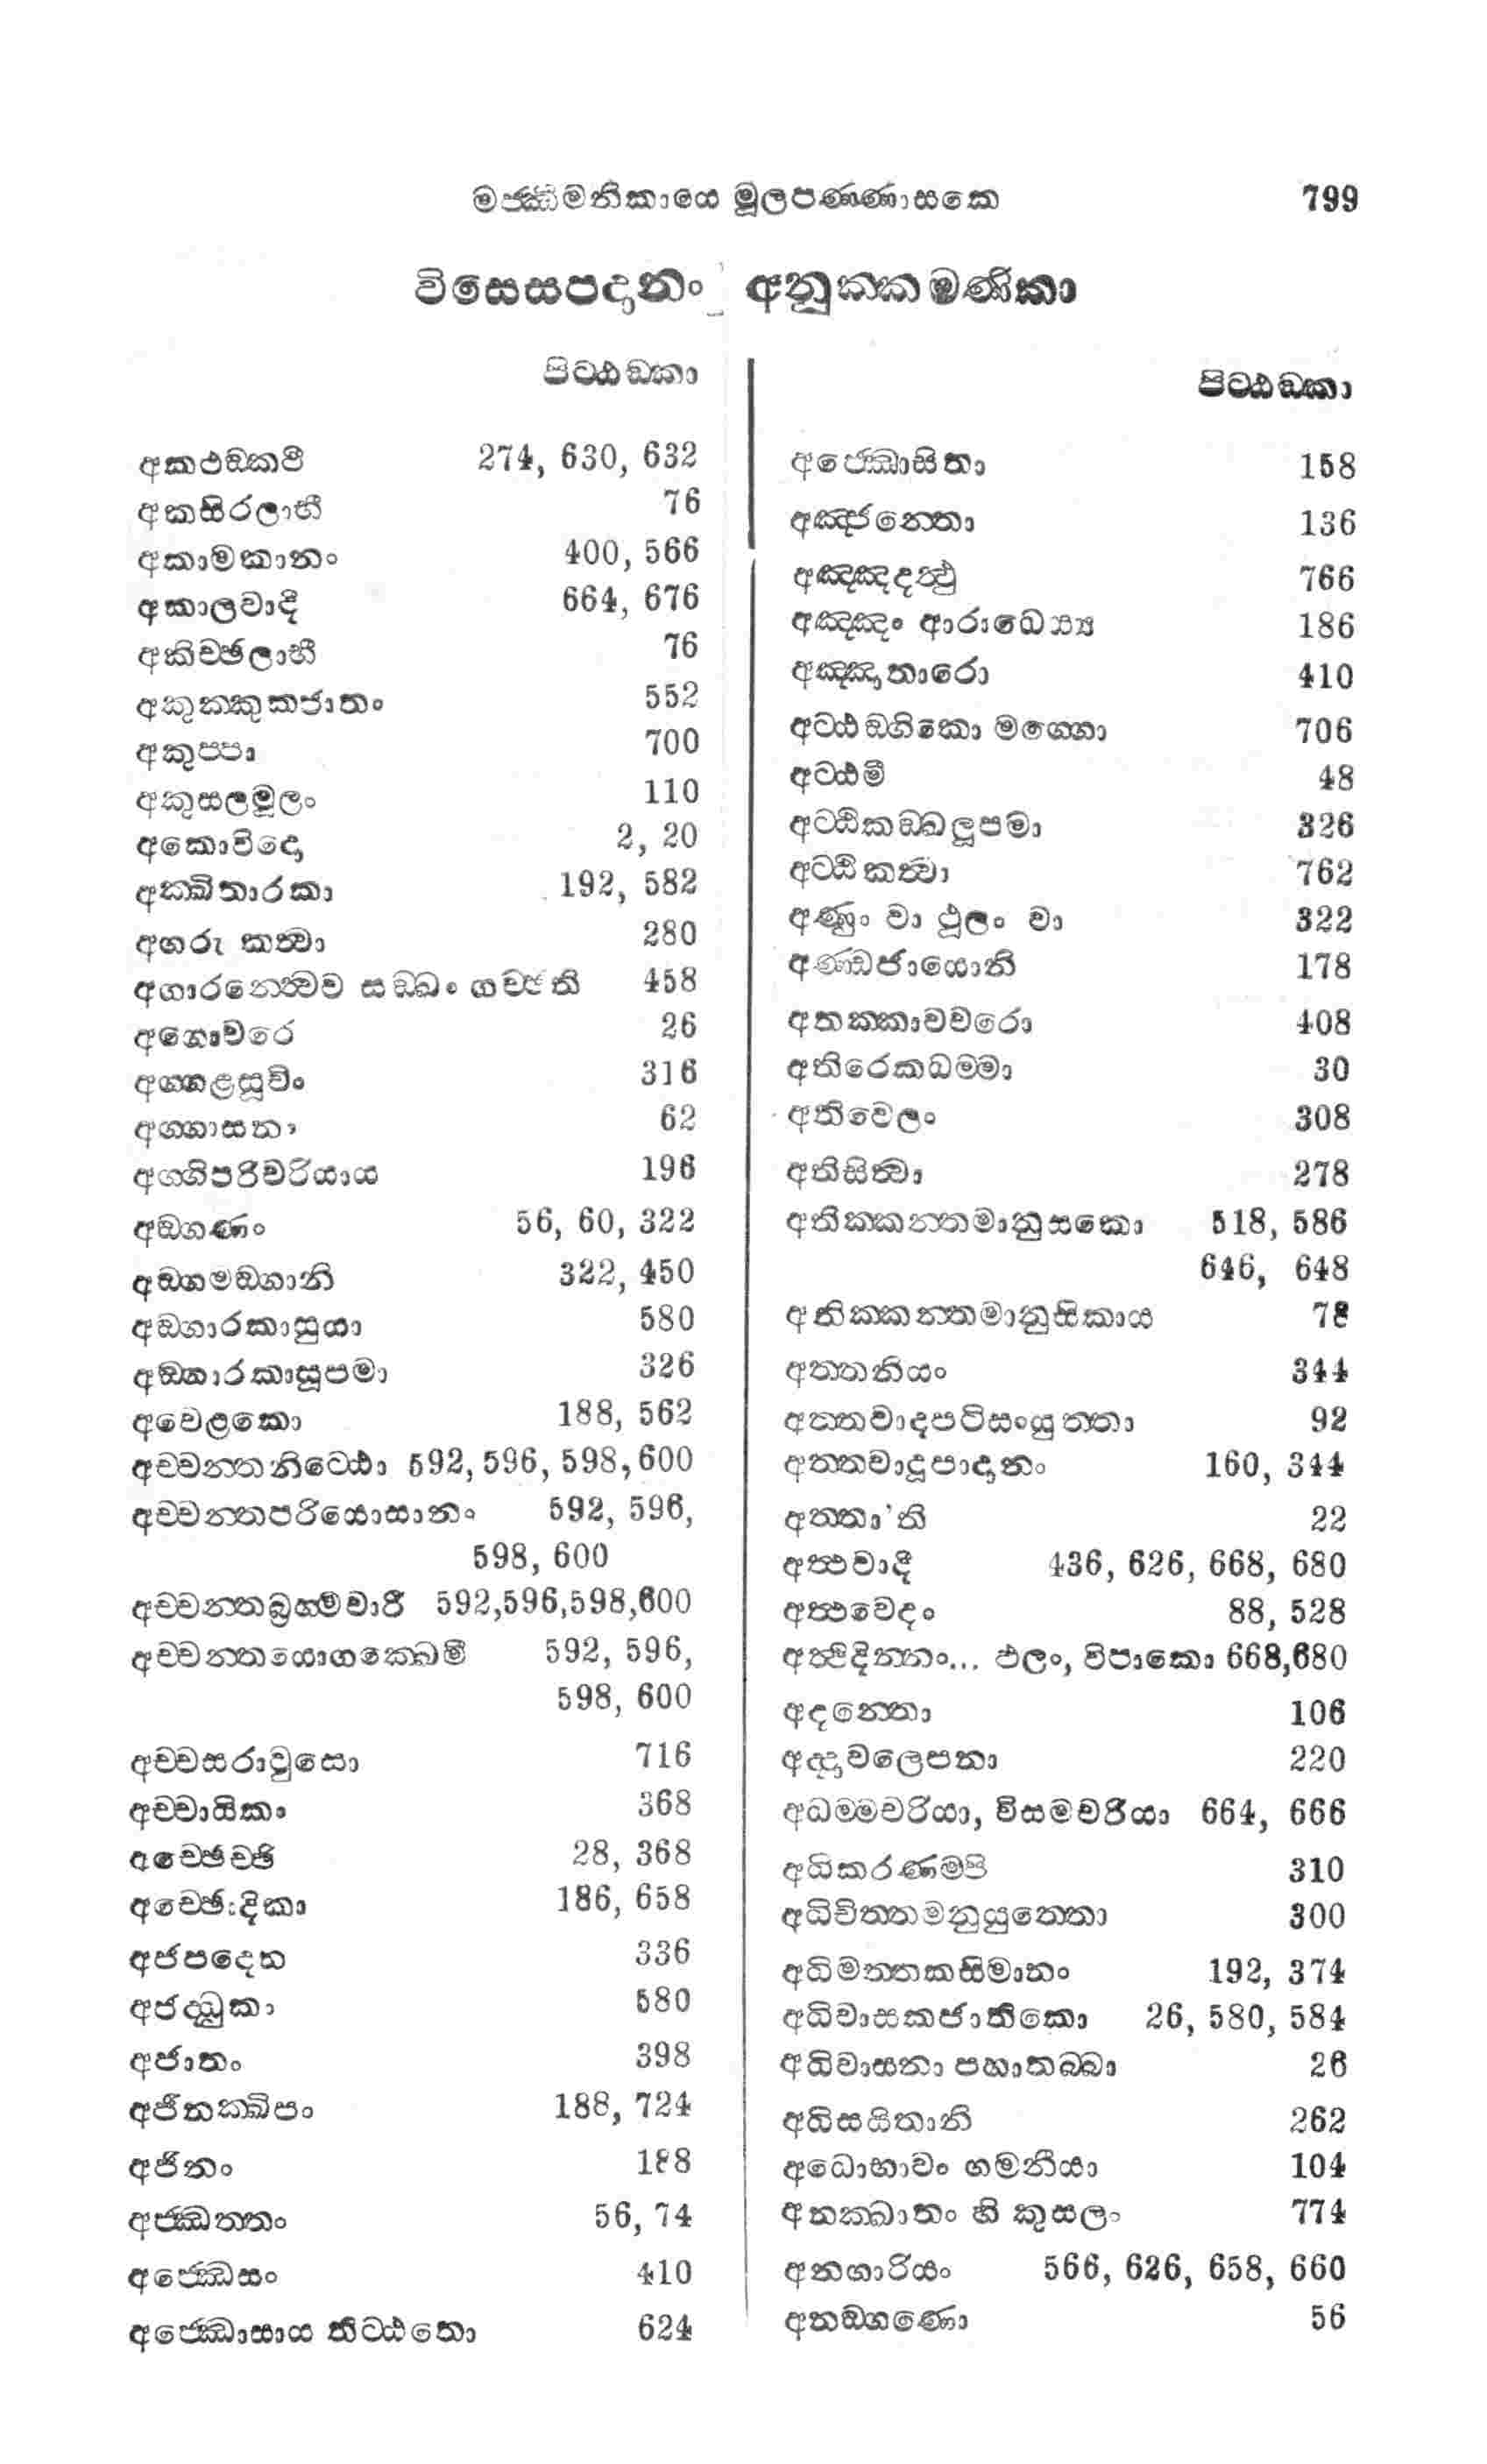 මජ්ඣිමනිකායෙ මූලපණ්ණාසකෙ 799
විසෙසපදානං අනුක්කමණිකා
පිට්ඨඞ්කා
අකථඞ්කථී 274, 630, 632
අකසිරලාභී 76
අකාමකානං 400, 566
අකාලවාදී 664, 676
අකිච්ඡලාභී 76
අකුක්කුකජාතං 552
අකුප්පා 700
අකුසලමූලං 110
අකොවිදො 2, 20
අක්ඛිතාරකා 192, 582
අගරු කත්වා 280
අගාරන්ත්වෙව සඞ්ඛං ගච්ඡති 458
අගොචරෙ 26
අග්ගළසූචිං 316
අග්ගාසන 62
අග්ගිපරිචරියාය 196
අඞ්ගණං 56, 60, 322
අඞ්ගමඞ්ගානි 322, 450
අඞ්ගාරකාසුයා 580
අඞ්ගාරකාසූපමා 326
අචෙළකො 188, 562
අච්චන්තනිට්ඨො 592, 596, 598, 600
අච්චන්තපරියොසානං 592, 596,
598, 600
අච්චන්තබ්‍රහ්මචාරී 592,596,598,600
අච්චන්තයොගක්ඛෙමී 592, 596,
598, 600
අච්චසරාවුසො 716
අච්චායිකා 368
අච්ඡෙච්ඡි 28, 368
අච්ඡෙදිකා 186, 658
අජපදෙන 336
අජද්ධුකා 580
අජාතං 398
අජිනක්ඛිපං 188, 724
අජිනං 188
අජ්ඣත්තං 56, 74
අජ්ඣෙසං 410
අජ්ඣොසාය තිට්ඨතො 624
පිට්ඨඞ්කා
අජ්ඣොසිතා 158
අඤ්ජන්තො 136
අඤ්ඤදත්ථු 766
අඤ්ඤං ආරාධෙය්‍ය 186
අඤ්ඤාතාරො 410
අට්ඨඞ්ගිකො මග්ගො 706
අට්ඨමී 48
අට්ඨිකඞ්ඛලූපමා 326
අට්ඨිකත්වා 762
අණුං වා ථූලං වා 322
අණ්ඩජායොනි 178
අතක්කාවචරො 408
අතිරෙකධම්මා 30
අතිවෙලං 308
අතිසිත්වා 278
අතික්කන්තමානුසකො 518, 586
646, 648
අතික්කන්තමානුසිකාය 78
අත්තනියං 344
අත්තවාදපටිසංයුත්තා 92
අත්තවාදූපාදානං 160, 344
අත්තා'ති 22
අත්ථවාදී 436, 626, 668, 680
අත්ථවෙදං 88, 528
අත්ථිදින්නං... ඵලං, විපාකො 668,680
අදන්තො 106
අද්දාවලෙපනා 220
අධම්මචරියා, විසමචරියා 664, 666
අධිකරණම්පි 310
අධිචිත්තමනුයුත්තො 300
අධිමත්තකසිමානං 192, 374
අධිවාසකජාතිකො 26, 580, 584
අධිවාසනා පහාතබ්බා 26
අධිසයිතානි 262
අධොභාවං ගමනීයා 104
අනක්ඛාතං හි කුසලං 774
අනගාරියං 566, 626, 658, 660
අනඞ්ගණො 56